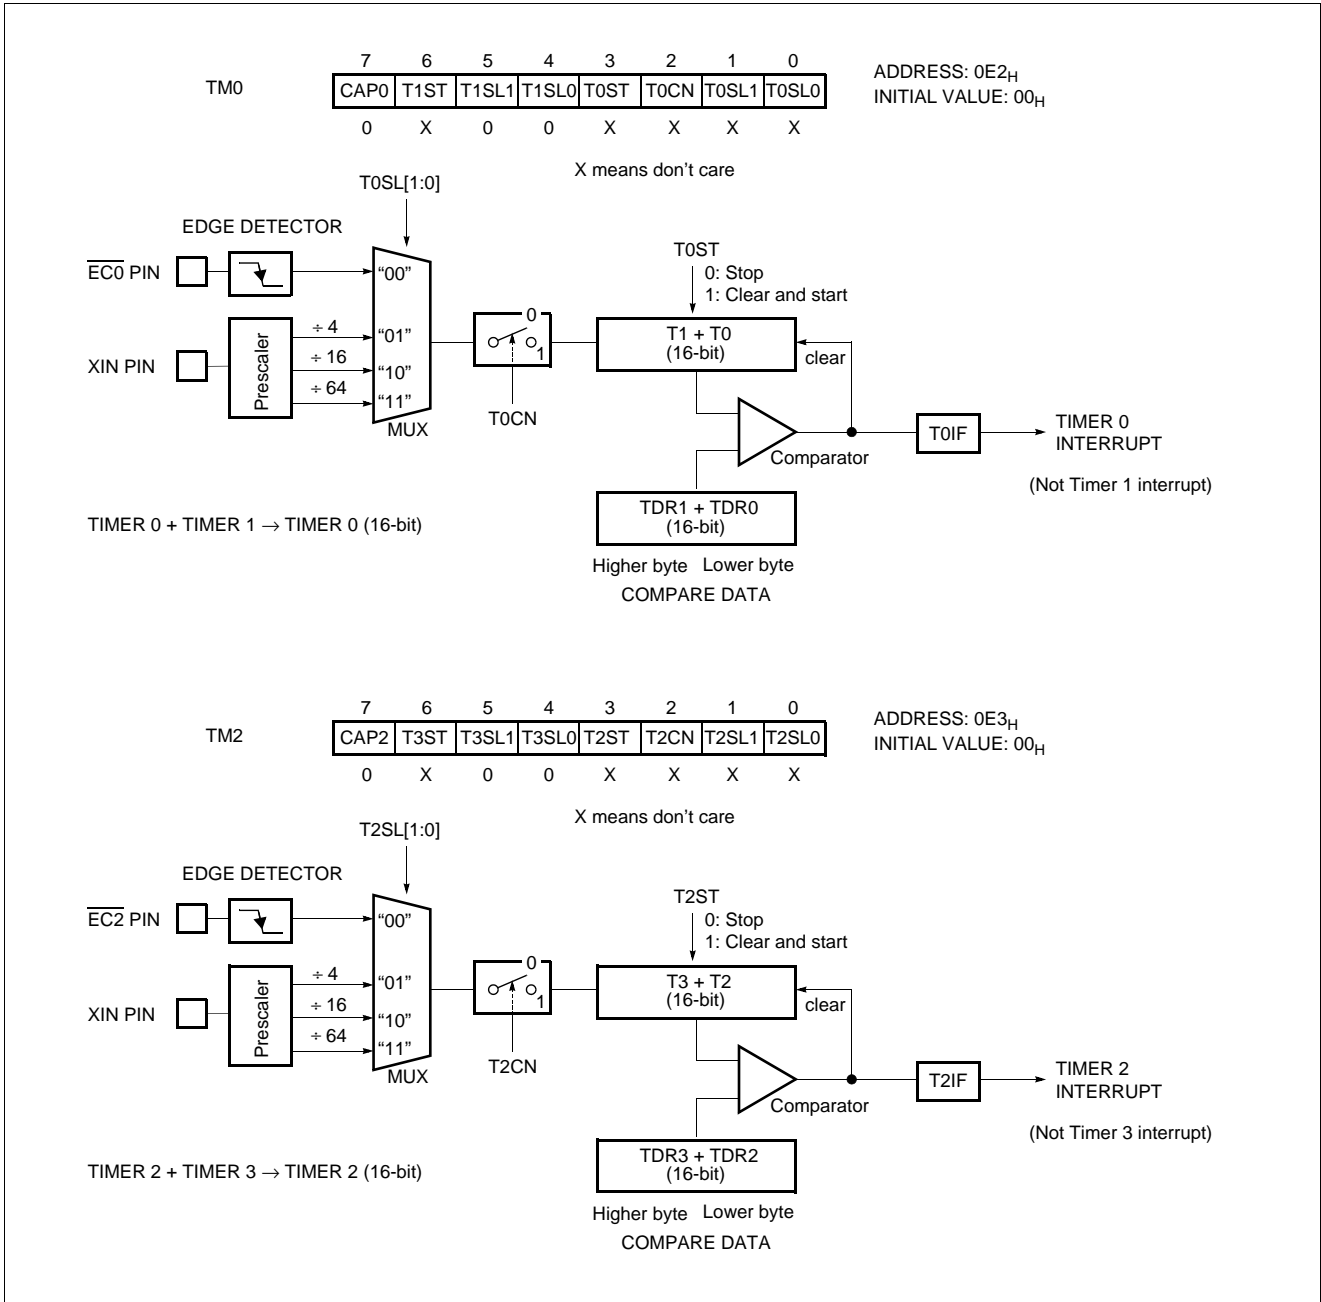 7 6 5 4 3 2 1 0
TM0 CAP0 T1ST T1SL1 T1SL0 T0ST T0CN T0SL1 T0SL0
ADDRESS: 0E2H
INITIAL VALUE: 00H
0 X 0 0 X X X X
X means don't care
T0SL[1:0]
EDGE DETECTOR
EC0 PIN
"00"
T0ST
0: Stop
1: Clear and start
XIN PIN
Prescaler
÷ 4
÷ 16
÷ 64
"01"
"10"
"11"
MUX
0
1
T0CN
T1 + T0
(16-bit)
clear
Comparator
T0IF
TIMER 0
INTERRUPT
(Not Timer 1 interrupt)
TDR1 + TDR0
(16-bit)
TIMER 0 + TIMER 1 → TIMER 0 (16-bit)
Higher byte Lower byte
COMPARE DATA
7 6 5 4 3 2 1 0
TM2 CAP2 T3ST T3SL1 T3SL0 T2ST T2CN T2SL1 T2SL0
ADDRESS: 0E3H
INITIAL VALUE: 00H
0 X 0 0 X X X X
X means don't care
T2SL[1:0]
EDGE DETECTOR
EC2 PIN
"00"
T2ST
0: Stop
1: Clear and start
XIN PIN
Prescaler
÷ 4
÷ 16
÷ 64
"01"
"10"
"11"
MUX
0
1
T2CN
T3 + T2
(16-bit)
clear
Comparator
T2IF
TIMER 2
INTERRUPT
(Not Timer 3 interrupt)
TDR3 + TDR2
(16-bit)
TIMER 2 + TIMER 3 → TIMER 2 (16-bit)
Higher byte Lower byte
COMPARE DATA